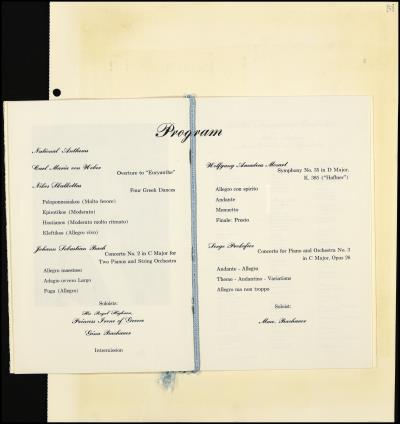 Program
National Anthems
Carl Maria von Weber
Overture to "Euryanthe"
Nikos Skalkottas
Four Greek Dances
Peloponnesiakos (Molto feroce)
Epirotikos (Moderato)
Hostianos (Moderato molto ritmato)
Kleftikos (Allegro vivo)
Johann Sebastian Bach
Concerto No. 2 in C Major for
Two Pianos and String Orchestra
Allegro maestoso
Adagio ovvero Largo
Fuga (Allegro)
Soloists:
Her Royal Highness,
Princess Irene of Greece
Gina Bachauer
Intermission
Wolfgang Amadeus Mozart
Symphony No. 35 in D Major,
K. 385 ("Haffner")
Allegro con spirito
Andante
Menuetto
Finale: Presto
Serge Prokofiev
Concerto for Piano and Orchestra No. 3
in C Major, Opus 26
Andante - Allegro
Theme - Andantino - Variations
Allegro ma non troppo
Soloist:
Mme. Bachauer